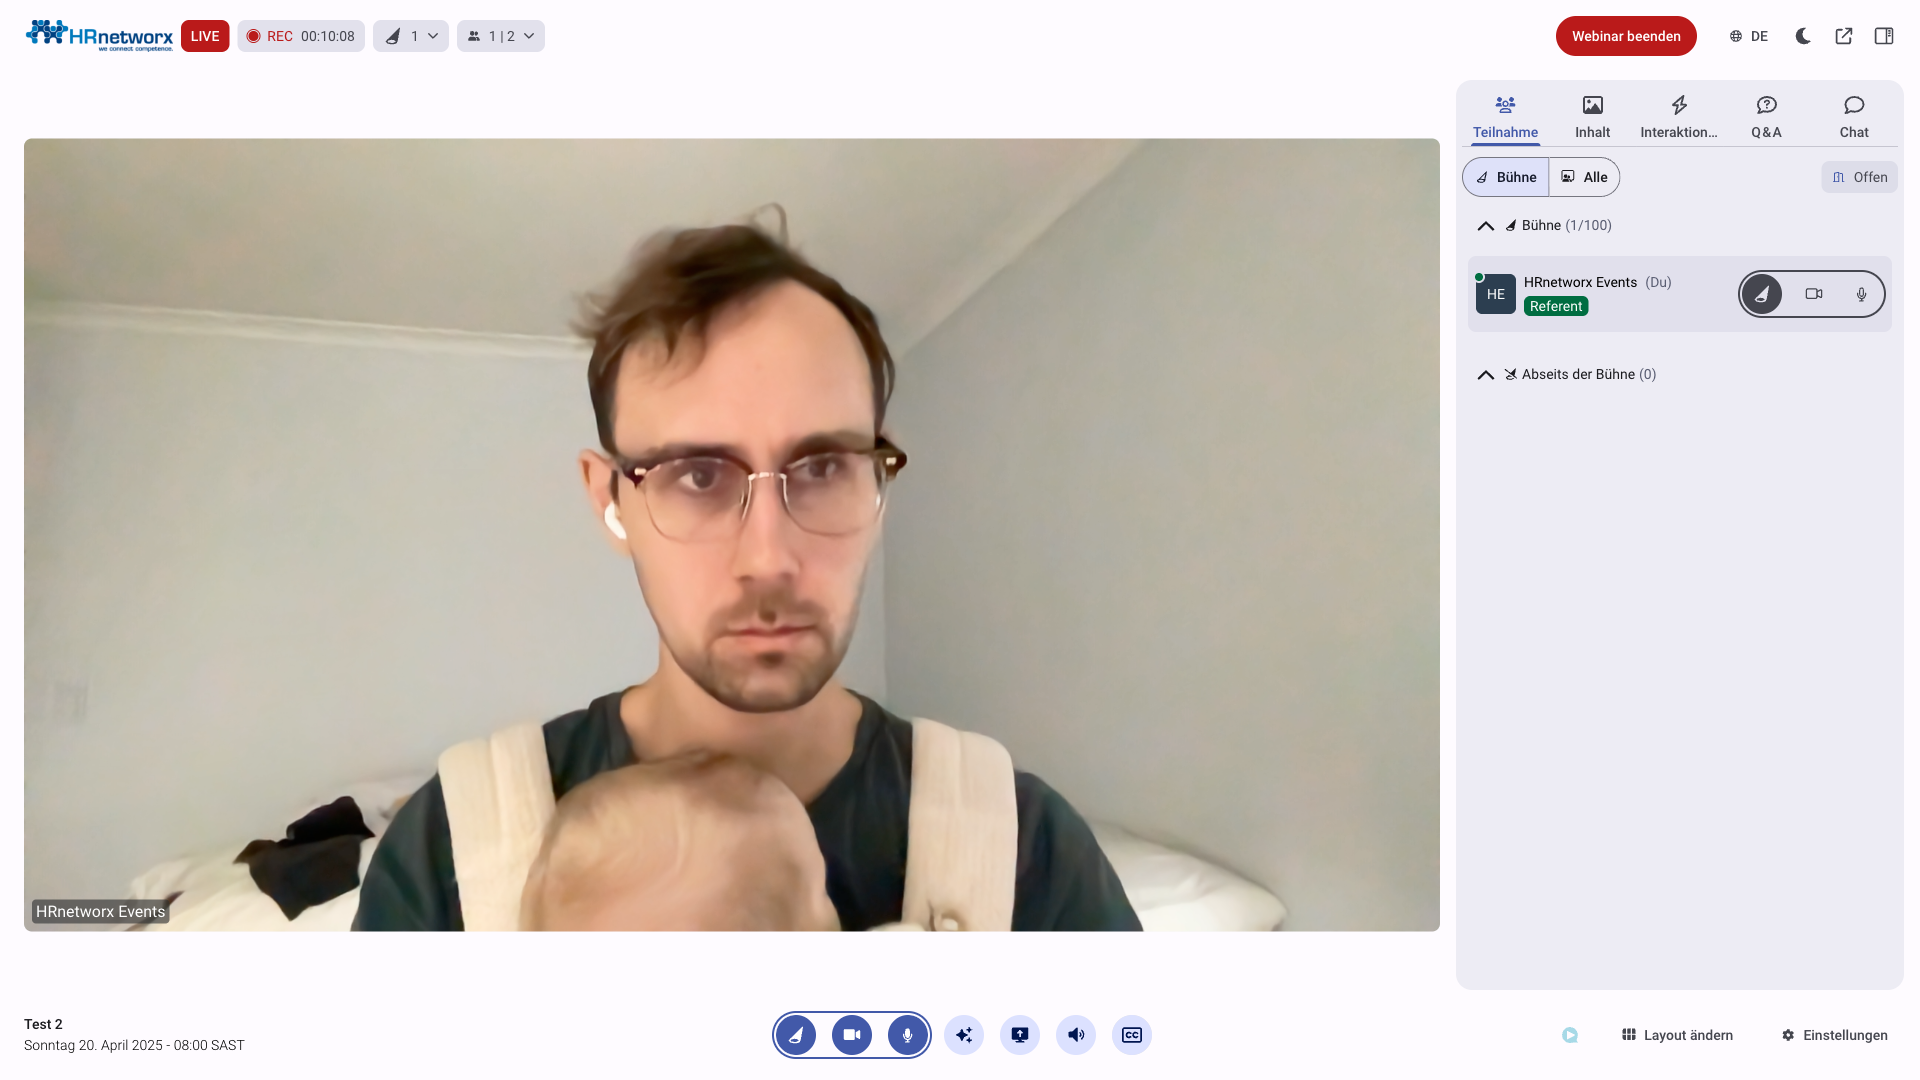 HRnetworx
we connect competence.
LIVE
REC 00:10:08
1
1 | 2
Webinar beenden
DE
Teilnahme
Inhalt
Interaktion...
Q&A
Chat
Bühne
Alle
Offen
Bühne (1/100)
HE
HRnetworx Events (Du)
Referent
Abseits der Bühne (0)
HRnetworx Events
Test 2
Sonntag 20. April 2025 - 08:00 SAST
CC
Layout ändern
Einstellungen